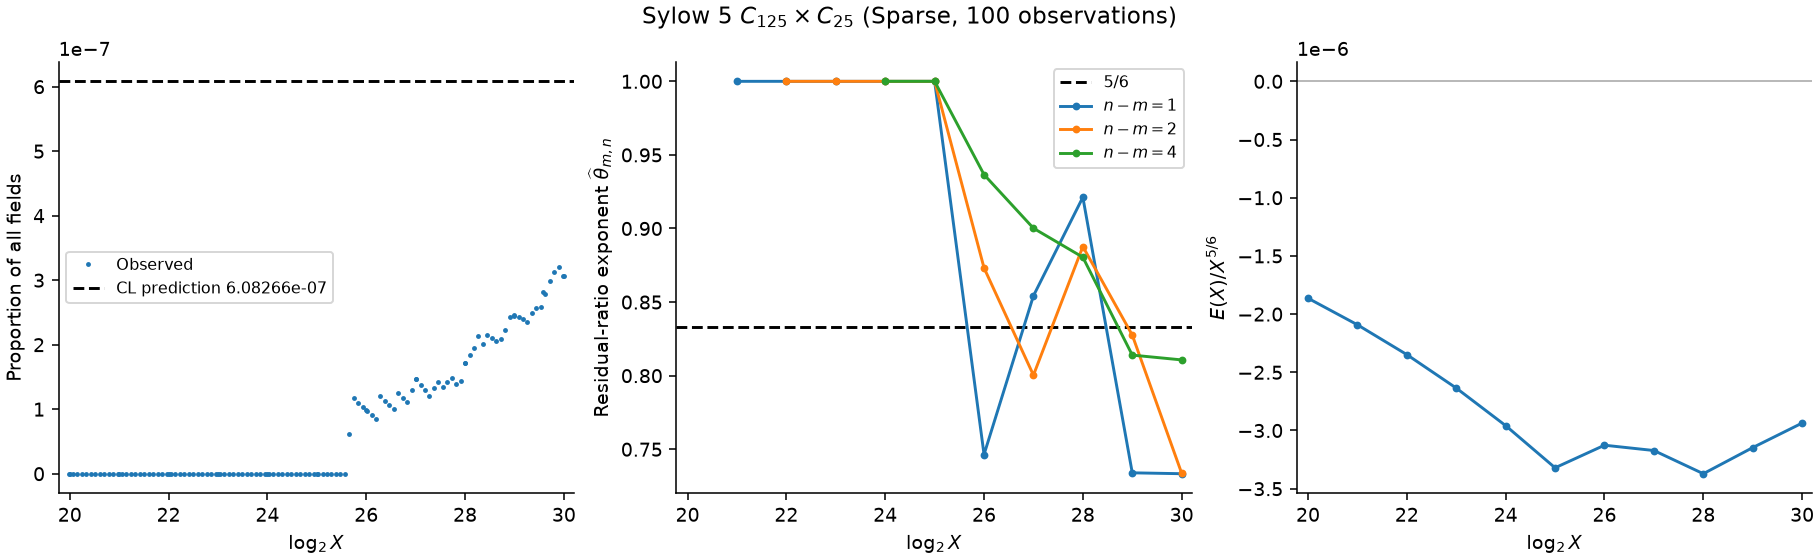 Sylow 5 C₁₂₅ × C₂₅ (Sparse, 100 observations)
1e−7
6
5
4
3
2
1
0
Proportion of all fields
Observed
CL prediction 6.08266e-07
20 22 24 26 28 30
log₂ X
1.00
0.95
0.90
0.85
0.80
0.75
Residual-ratio exponent θ̂ₘ,ₙ
5/6
n − m = 1
n − m = 2
n − m = 4
20 22 24 26 28 30
log₂ X
1e−6
0.0
−0.5
−1.0
−1.5
−2.0
−2.5
−3.0
−3.5
E(X)/X^{5/6}
20 22 24 26 28 30
log₂ X